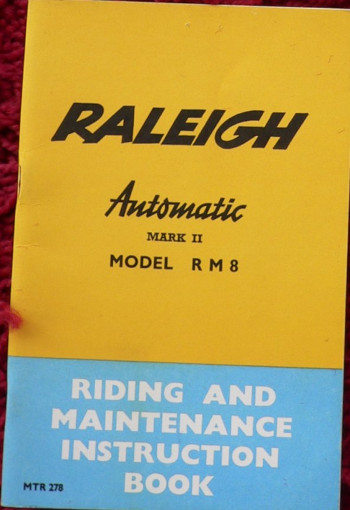 RALEIGH
Automatic
MARK II
MODEL RM8
RIDING AND
MAINTENANCE
INSTRUCTION
BOOK
MTR 278